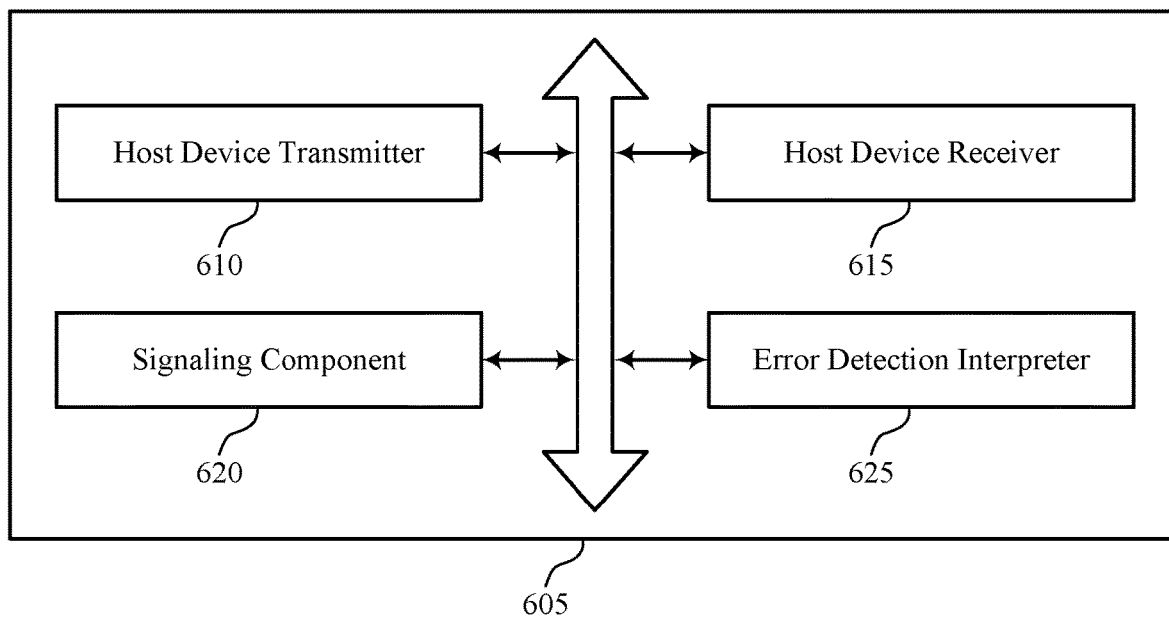 Host Device Transmitter
Host Device Receiver
610
615
Signaling Component
Error Detection Interpreter
620
625
605